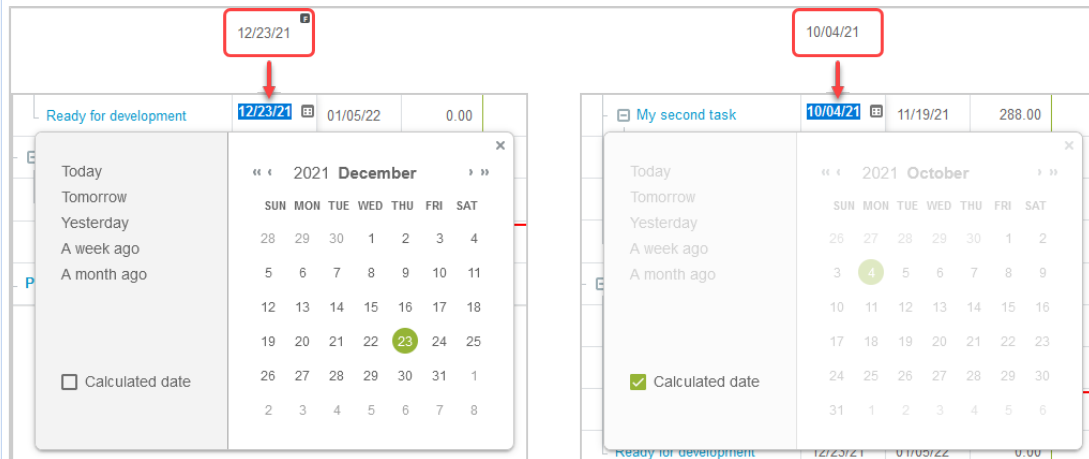 12/23/21 F
10/04/21
Ready for development 12/23/21 01/05/22 0.00
Today
Tomorrow
Yesterday
A week ago
A month ago
Calculated date
×
« ‹ 2021 December › »
SUN MON TUE WED THU FRI SAT
28 29 30 1 2 3 4
5 6 7 8 9 10 11
12 13 14 15 16 17 18
19 20 21 22 23 24 25
26 27 28 29 30 31 1
2 3 4 5 6 7 8
P
My second task 10/04/21 11/19/21 288.00
Today
Tomorrow
Yesterday
A week ago
A month ago
Calculated date
×
« ‹ 2021 October › »
SUN MON TUE WED THU FRI SAT
26 27 28 29 30 1 2
3 4 5 6 7 8 9
10 11 12 13 14 15 16
17 18 19 20 21 22 23
24 25 26 27 28 29 30
31 1 2 3 4 5 6
Ready for development 12/23/21 01/05/22 0.00